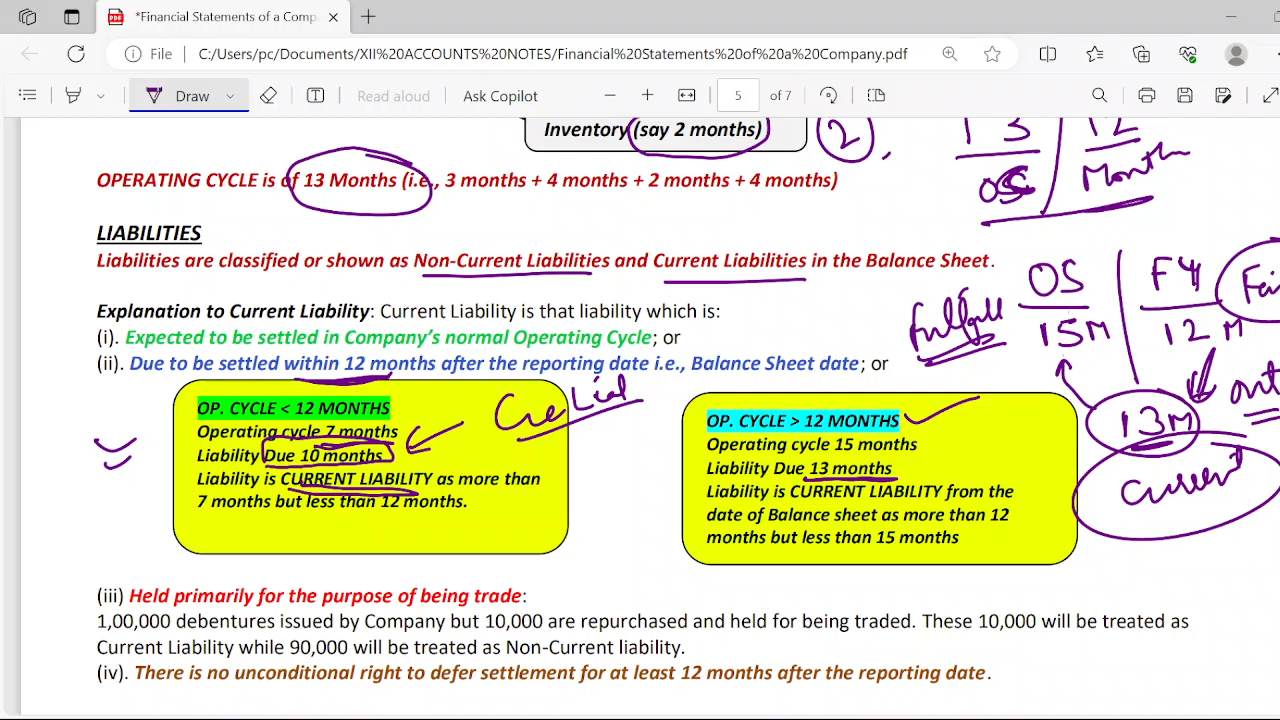 *Financial Statements of a Comp
File C:/Users/pc/Documents/XII%20ACCOUNTS%20NOTES/Financial%20Statements%20of%20a%20Company.pdf
Draw Read aloud Ask Copilot 5 of 7
Inventory (say 2 months) 2
13 12
OS Month
OPERATING CYCLE is of 13 Months (i.e., 3 months + 4 months + 2 months + 4 months)
LIABILITIES
Liabilities are classified or shown as Non-Current Liabilities and Current Liabilities in the Balance Sheet.
OS FY
15M 12 M
Explanation to Current Liability: Current Liability is that liability which is:
(i). Expected to be settled in Company’s normal Operating Cycle; or
(ii). Due to be settled within 12 months after the reporting date i.e., Balance Sheet date; or
fulfill
13M
Current
OP. CYCLE < 12 MONTHS
Operating cycle 7 months
Liability Due 10 months
Liability is CURRENT LIABILITY as more than
7 months but less than 12 months.
OP. CYCLE > 12 MONTHS
Operating cycle 15 months
Liability Due 13 months
Liability is CURRENT LIABILITY from the
date of Balance sheet as more than 12
months but less than 15 months
(iii) Held primarily for the purpose of being trade:
1,00,000 debentures issued by Company but 10,000 are repurchased and held for being traded. These 10,000 will be treated as
Current Liability while 90,000 will be treated as Non-Current liability.
(iv). There is no unconditional right to defer settlement for at least 12 months after the reporting date.